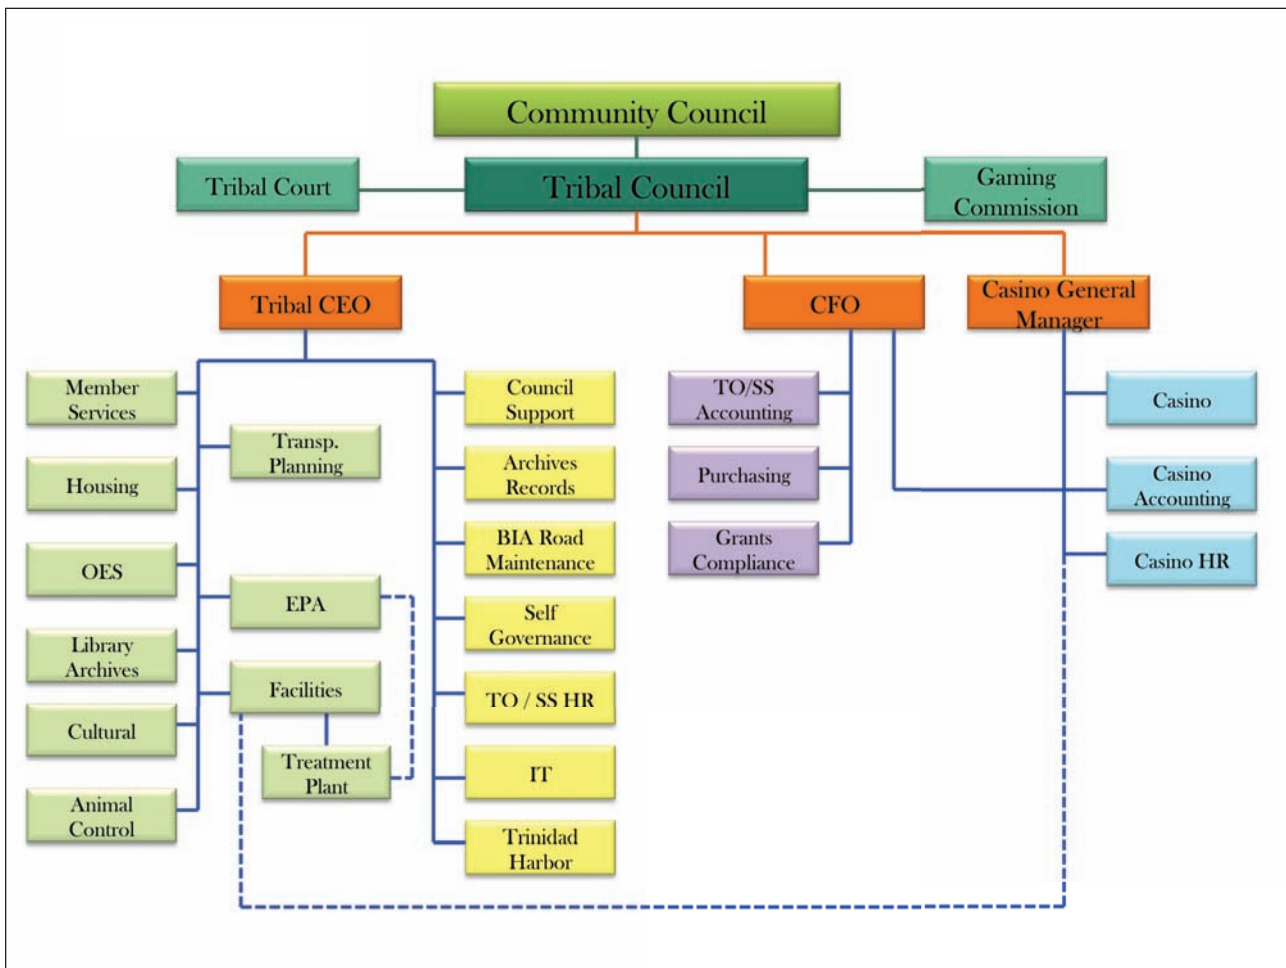 Community Council
Tribal Court
Tribal Council
Gaming
Commission
Tribal CEO
CFO
Casino General
Manager
Member
Services
Transp.
Planning
Housing
OES
EPA
Library
Archives
Facilities
Cultural
Treatment
Plant
Animal
Control
Council
Support
Archives
Records
BIA Road
Maintenance
Self
Governance
TO / SS HR
IT
Trinidad
Harbor
TO/SS
Accounting
Purchasing
Grants
Compliance
Casino
Casino
Accounting
Casino HR